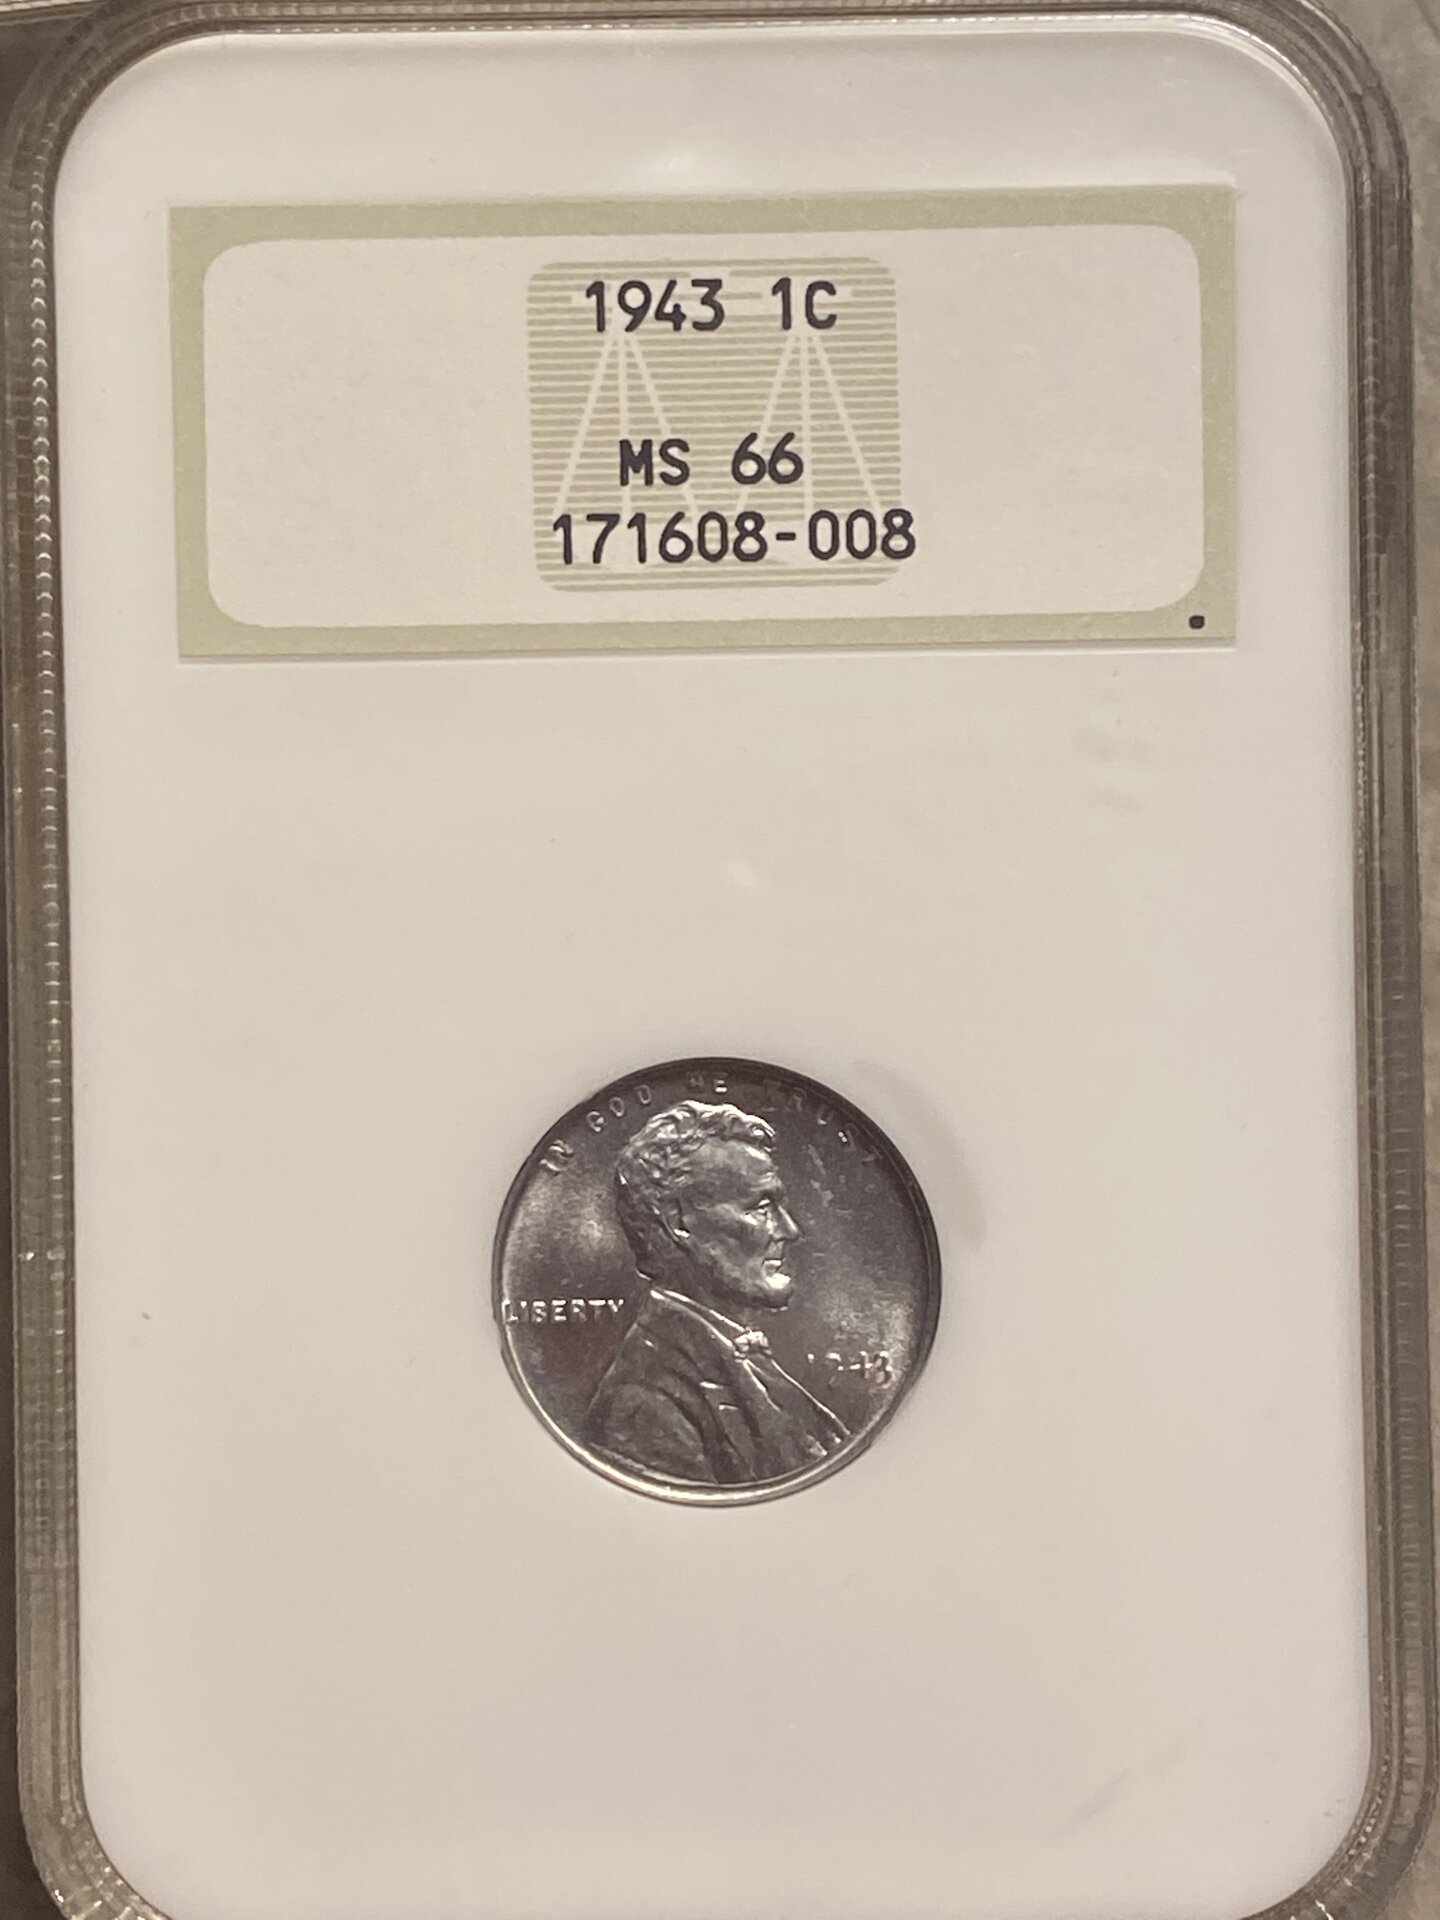 1943 1C
MS 66
171608-008
IN GOD WE TRUST
LIBERTY
1943